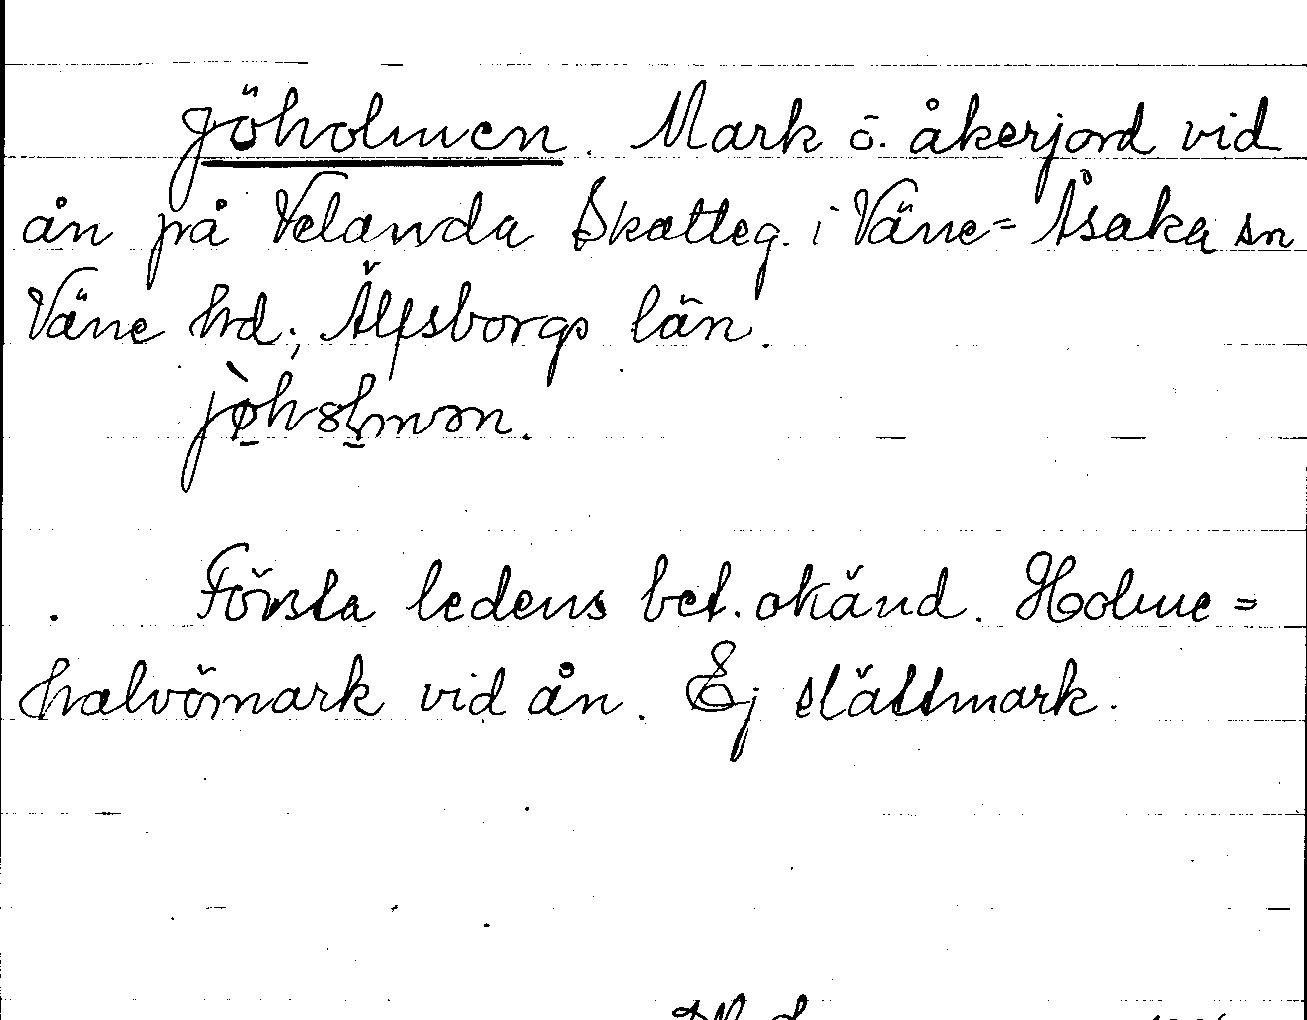 Jöholmen. Mark ö. åkerjord vid
ån på Velanda Skatteg. i Väne=Åsaka sn
Väne hd; Älfsborgs län.
Första ledens bet. okänd. Holme =
halvömark vid ån. Ej slättmark.